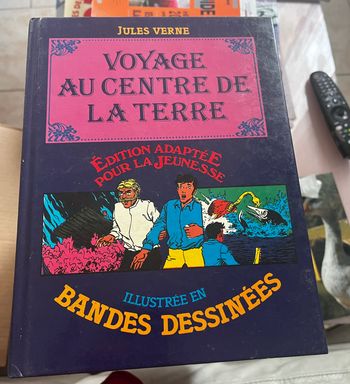 JULES VERNE
VOYAGE
AU CENTRE DE
LA TERRE
ÉDITION ADAPTÉE
POUR LA JEUNESSE
ILLUSTRÉE EN
BANDES DESSINÉES